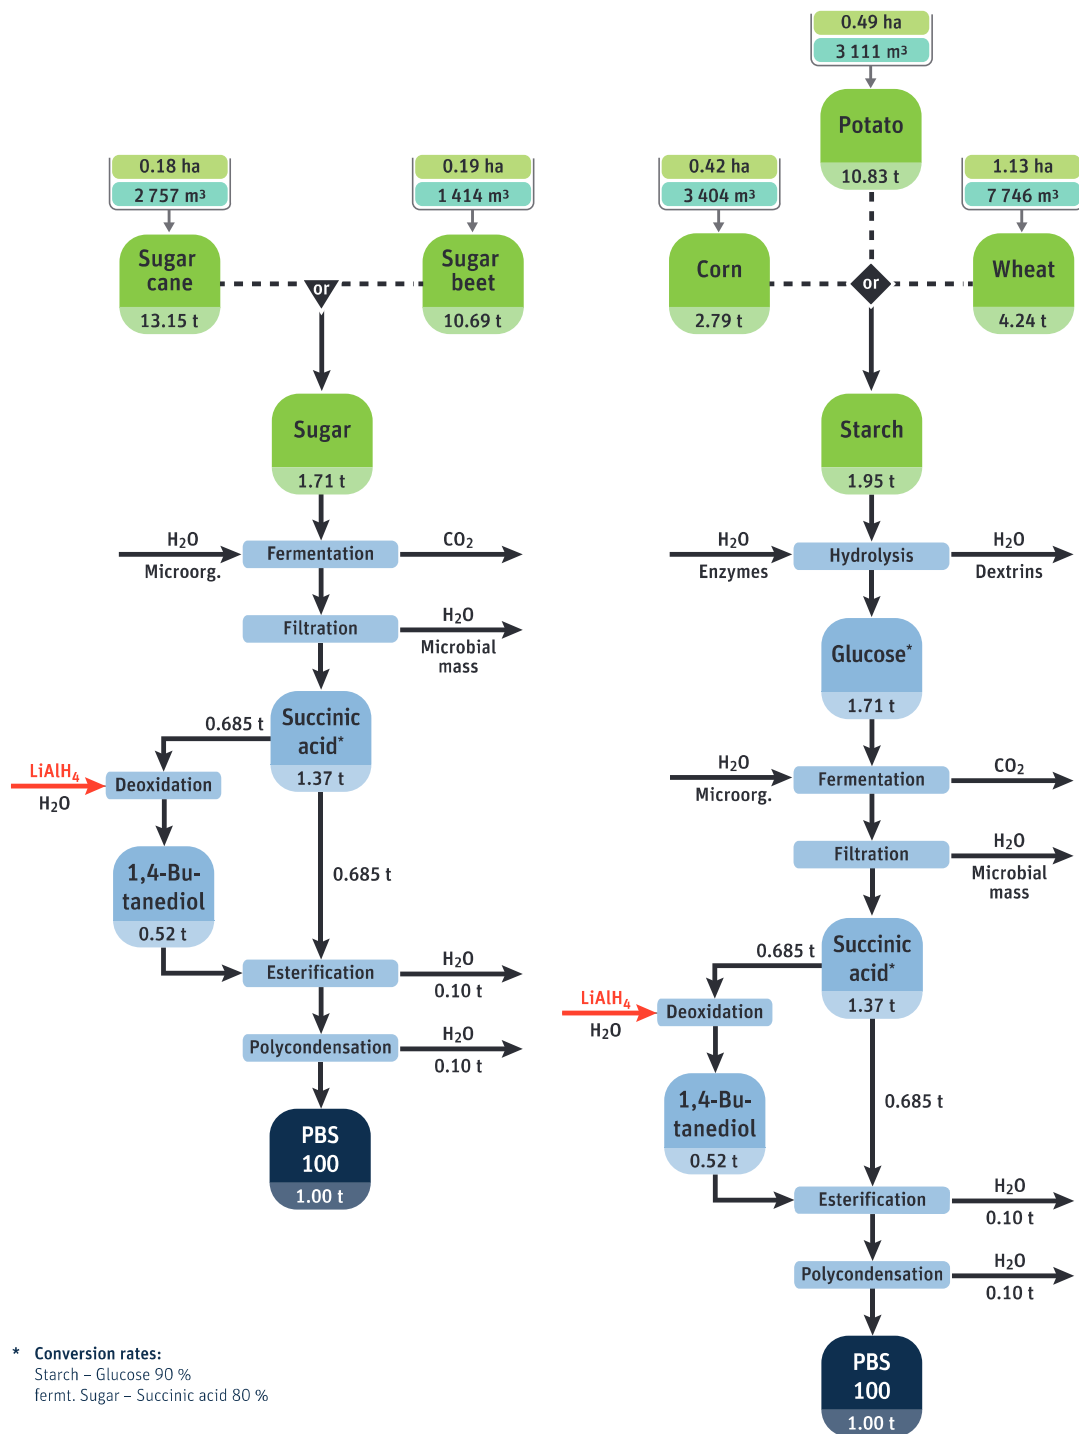 0.18 ha
2 757 m³
Sugar
cane
13.15 t
0.19 ha
1 414 m³
Sugar
beet
10.69 t
or
Sugar
1.71 t
H₂O
Microorg.
Fermentation
CO₂
Filtration
H₂O
Microbial
mass
Succinic
acid*
1.37 t
0.685 t
LiAlH₄
H₂O
Deoxidation
1,4-Bu-
tanediol
0.52 t
0.685 t
Esterification
H₂O
0.10 t
Polycondensation
H₂O
0.10 t
PBS
100
1.00 t
0.49 ha
3 111 m³
Potato
10.83 t
0.42 ha
3 404 m³
Corn
2.79 t
1.13 ha
7 746 m³
Wheat
4.24 t
or
Starch
1.95 t
H₂O
Enzymes
Hydrolysis
H₂O
Dextrins
Glucose*
1.71 t
H₂O
Microorg.
Fermentation
CO₂
Filtration
H₂O
Microbial
mass
Succinic
acid*
1.37 t
0.685 t
LiAlH₄
H₂O
Deoxidation
1,4-Bu-
tanediol
0.52 t
0.685 t
Esterification
H₂O
0.10 t
Polycondensation
H₂O
0.10 t
PBS
100
1.00 t
* Conversion rates:
Starch – Glucose 90 %
fermt. Sugar – Succinic acid 80 %